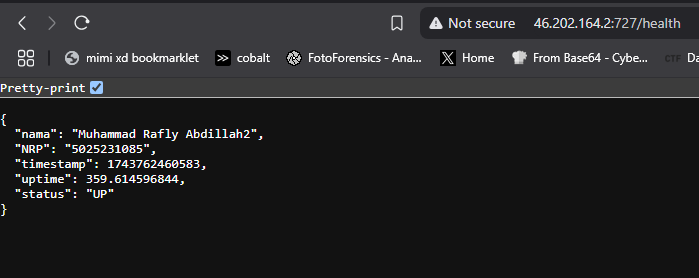 Not secure 46.202.164.2:727/health
mimi xd bookmarklet >> cobalt FotoForensics - Ana... Home From Base64 - Cybe... CTF Da
Pretty-print
{
"nama": "Muhammad Rafly Abdillah2",
"NRP": "5025231085",
"timestamp": 1743762460583,
"uptime": 359.614596844,
"status": "UP"
}